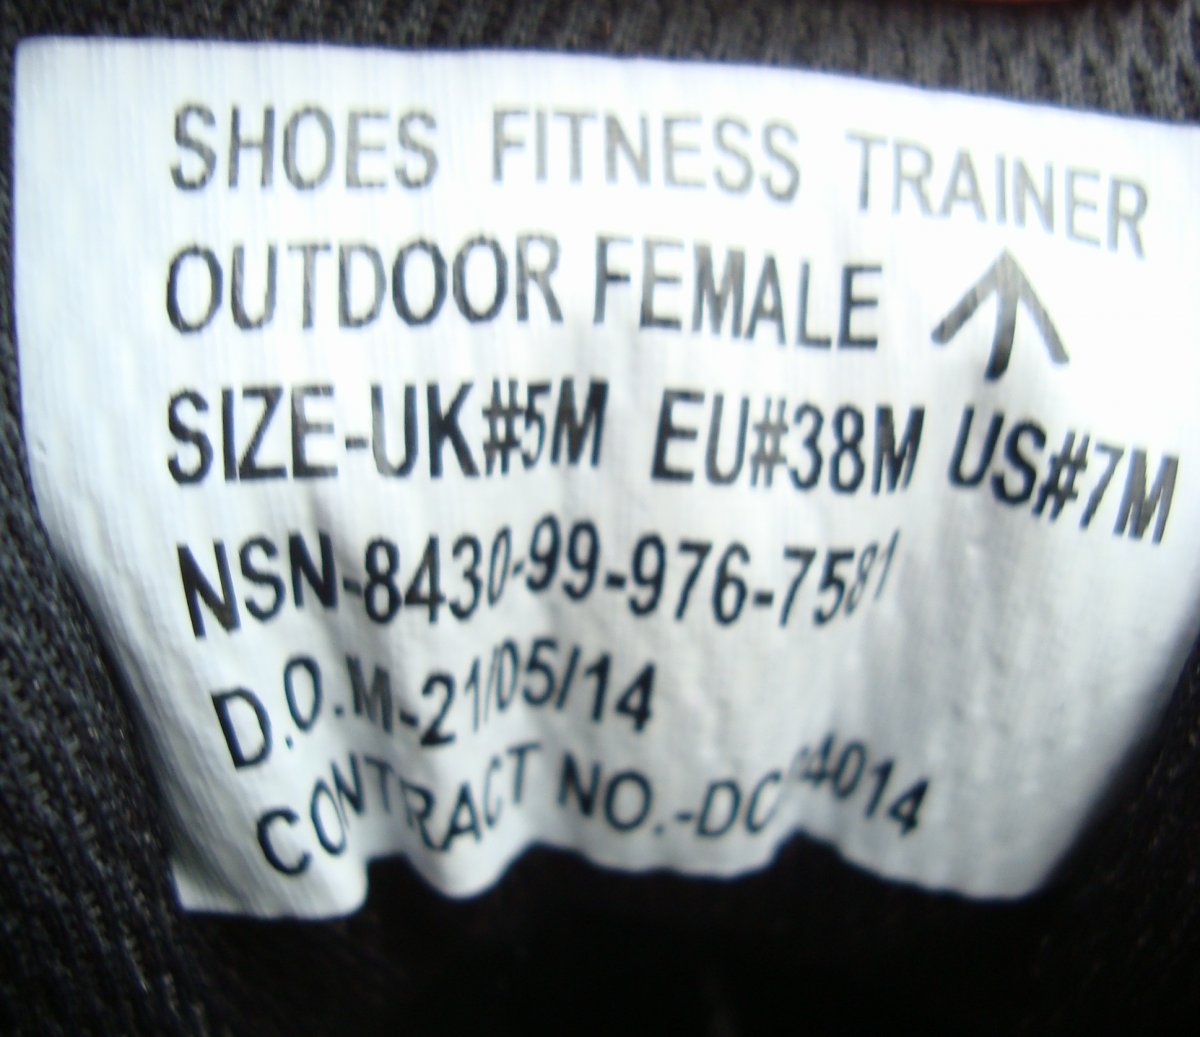 SHOES FITNESS TRAINER
OUTDOOR FEMALE
SIZE-UK#5M EU#38M US#7M
NSN-8430-99-976-7581
D.O.M-21/05/14
CONTRACT NO.